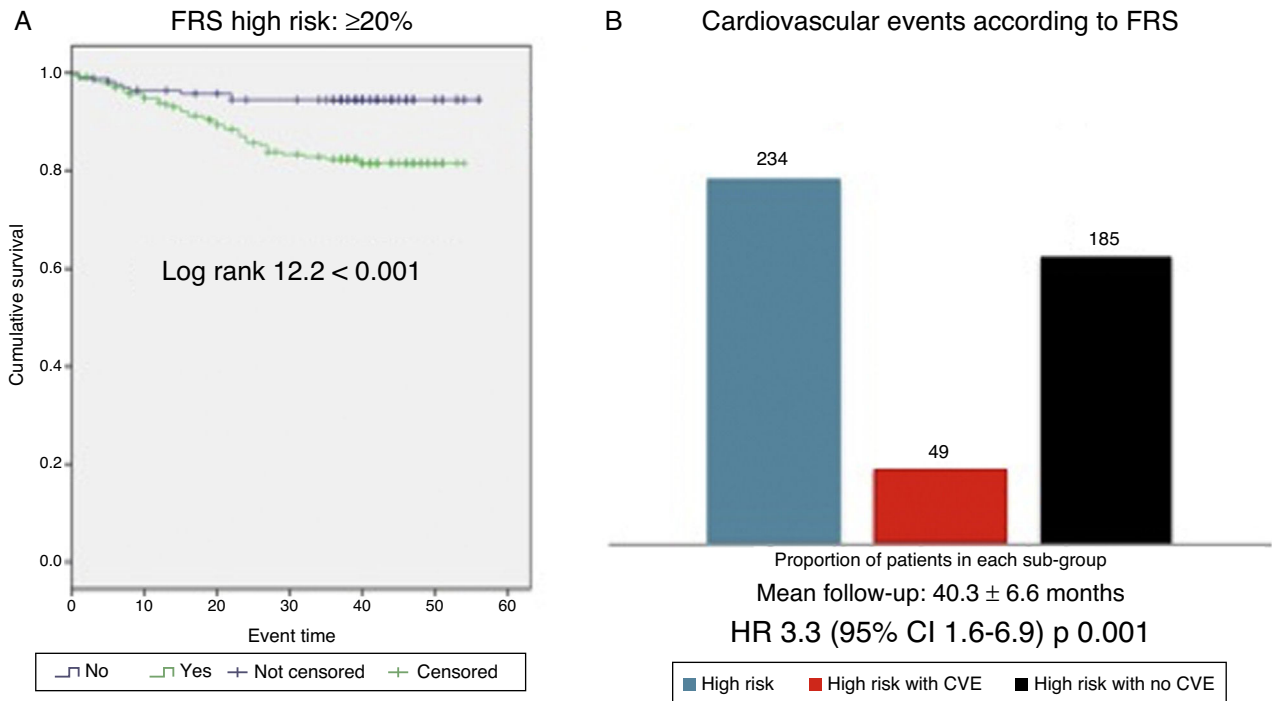 A
FRS high risk: ≥20%
1.0
0.8
0.6
0.4
0.2
0.0
Cumulative survival
Log rank 12.2 < 0.001
0 10 20 30 40 50 60
Event time
No Yes Not censored Censored
B
Cardiovascular events according to FRS
234
49
185
Proportion of patients in each sub-group
Mean follow-up: 40.3 ± 6.6 months
HR 3.3 (95% CI 1.6-6.9) p 0.001
High risk High risk with CVE High risk with no CVE